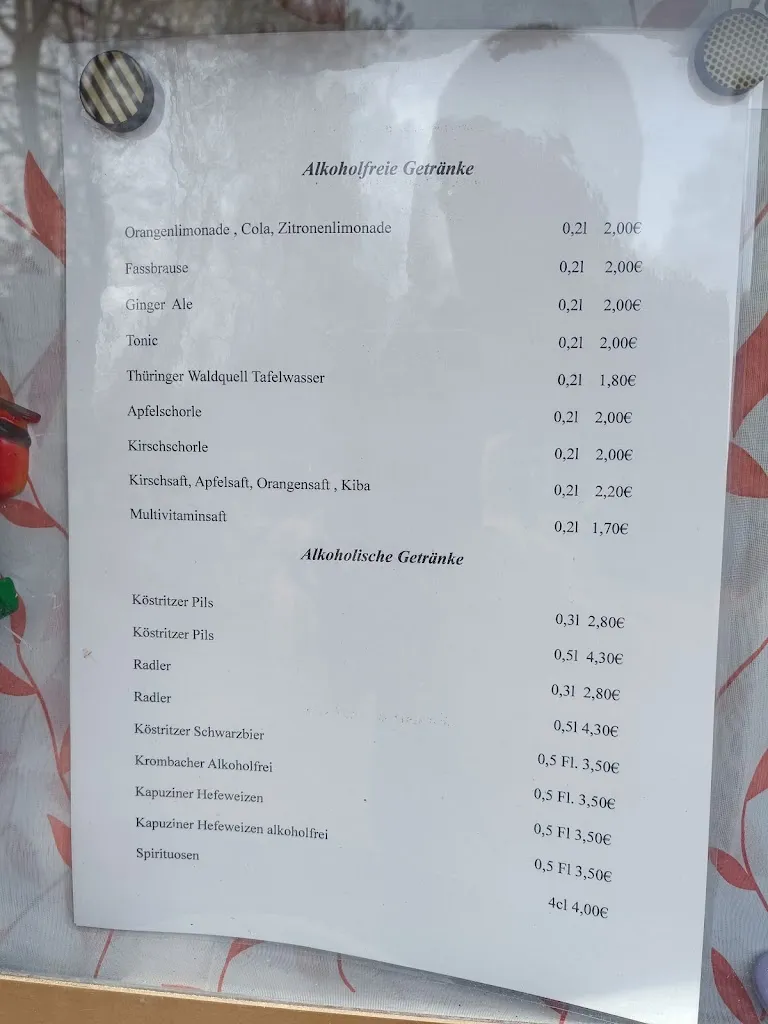 Alkoholfreie Getränke
Orangenlimonade , Cola, Zitronenlimonade 0,2l 2,00€
Fassbrause 0,2l 2,00€
Ginger Ale 0,2l 2,00€
Tonic 0,2l 2,00€
Thüringer Waldquell Tafelwasser 0,2l 1,80€
Apfelschorle 0,2l 2,00€
Kirschschorle 0,2l 2,00€
Kirschsaft, Apfelsaft, Orangensaft , Kiba 0,2l 2,20€
Multivitaminsaft 0,2l 1,70€
Alkoholische Getränke
Köstritzer Pils 0,3l 2,80€
Köstritzer Pils 0,5l 4,30€
Radler 0,3l 2,80€
Radler 0,5l 4,30€
Köstritzer Schwarzbier 0,5 Fl. 3,50€
Krombacher Alkoholfrei 0,5 Fl. 3,50€
Kapuziner Hefeweizen 0,5 Fl 3,50€
Kapuziner Hefeweizen alkoholfrei 0,5 Fl 3,50€
Spirituosen 4cl 4,00€